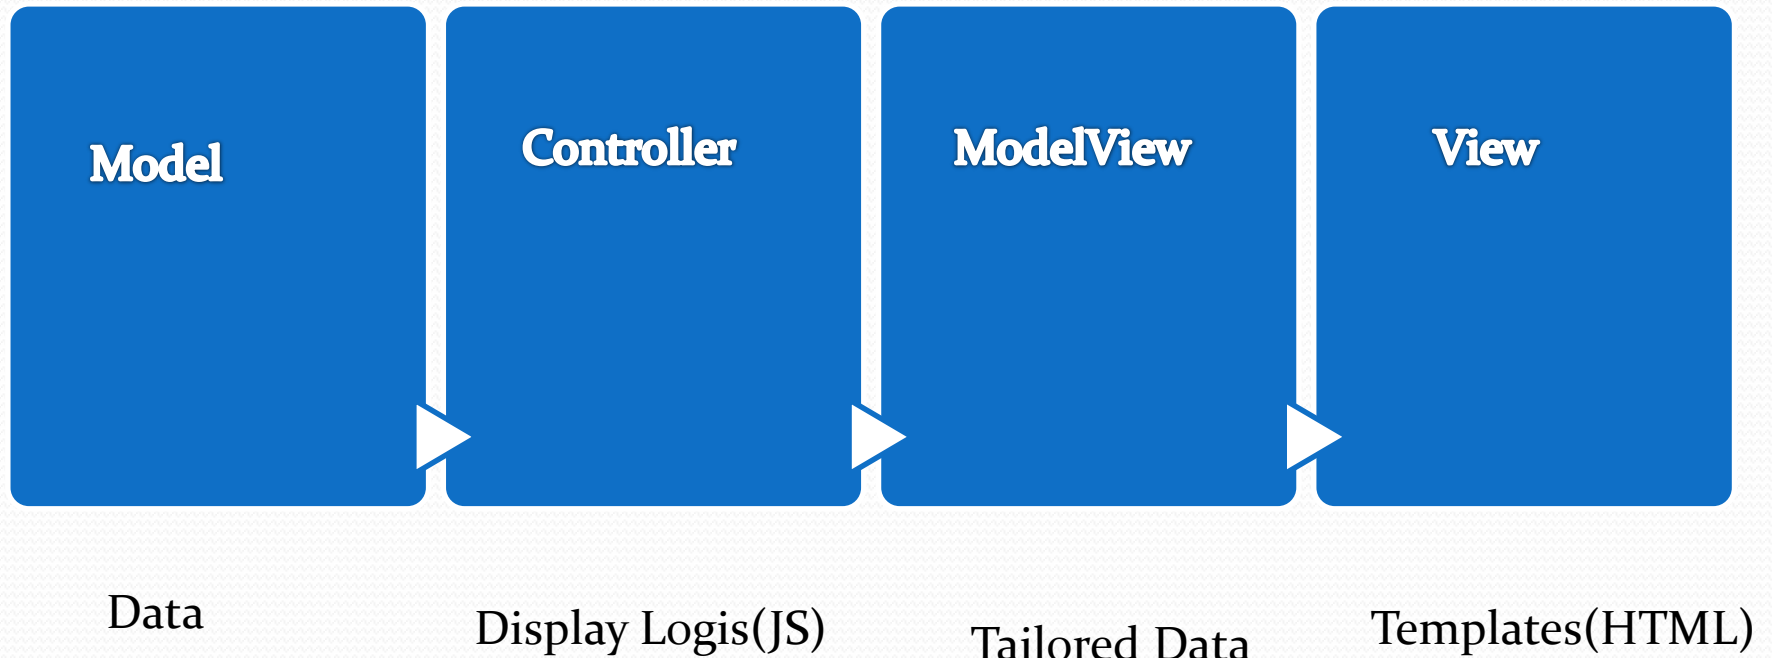 Model
Controller
ModelView
View
Data
Display Logis(JS)
Tailored Data
Templates(HTML)